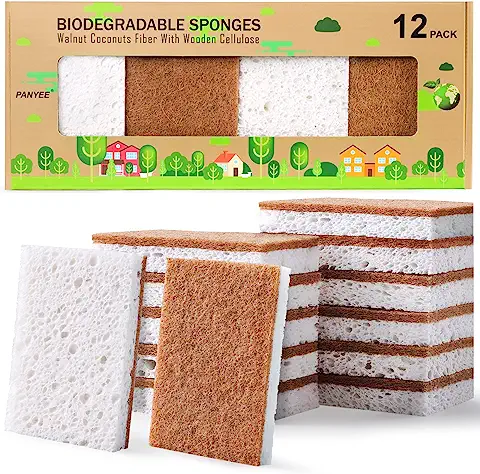 BIODEGRADABLE SPONGES
Walnut Coconuts Fiber With Wooden Cellulose
12 PACK
PANYEE